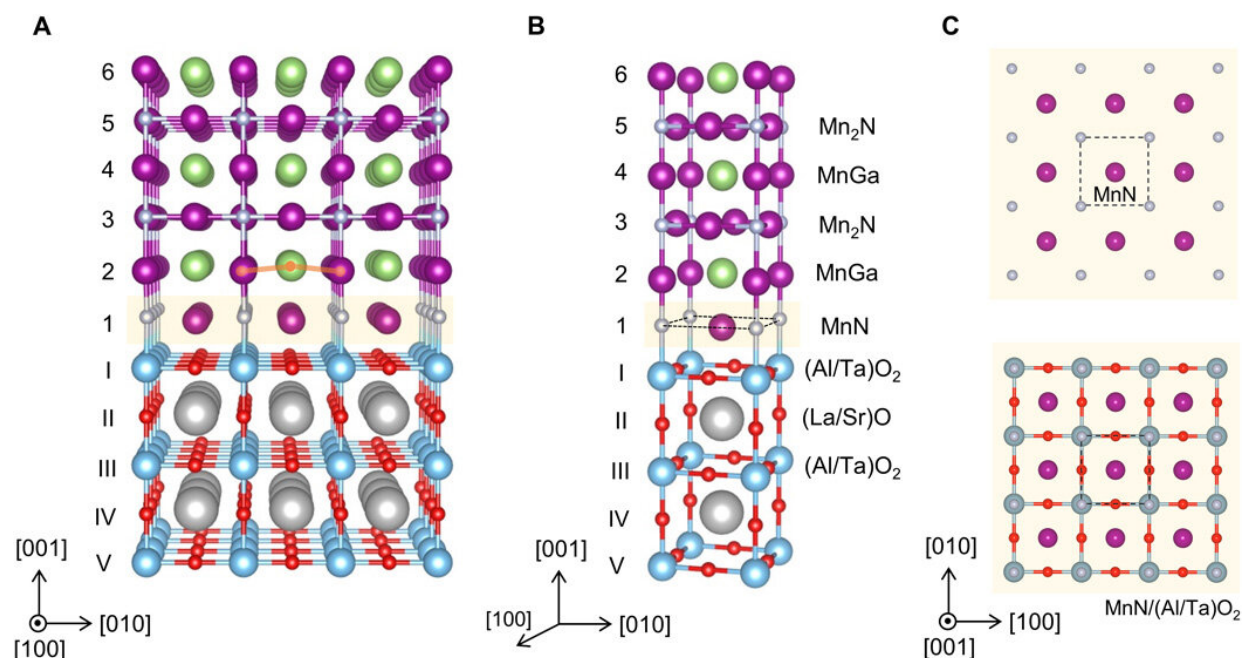 A
6
5
4
3
2
1
I
II
III
IV
V
[001]
[010]
[100]
B
6
5
4
3
2
1
I
II
III
IV
V
Mn₂N
MnGa
Mn₂N
MnGa
MnN
(Al/Ta)O₂
(La/Sr)O
(Al/Ta)O₂
[001]
[100]
[010]
C
MnN
[010]
[100]
[001]
MnN/(Al/Ta)O₂